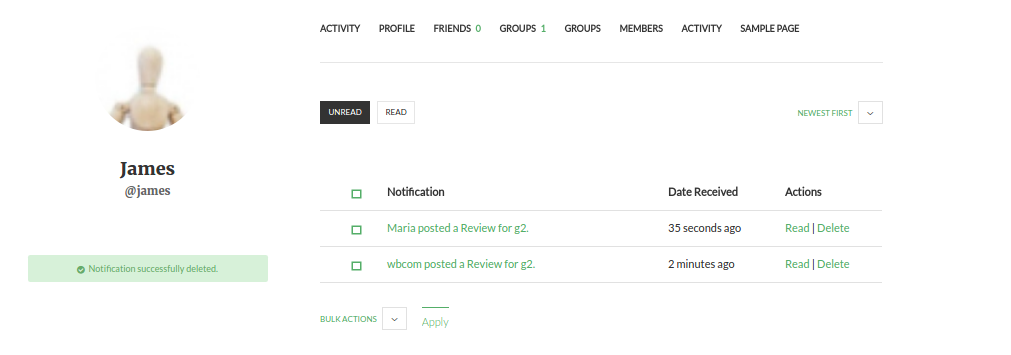 ACTIVITY PROFILE FRIENDS 0 GROUPS 1 GROUPS MEMBERS ACTIVITY SAMPLE PAGE
UNREAD READ NEWEST FIRST
James
@james
Notification successfully deleted.
Notification Date Received Actions
Maria posted a Review for g2. 35 seconds ago Read | Delete
wbcom posted a Review for g2. 2 minutes ago Read | Delete
BULK ACTIONS Apply